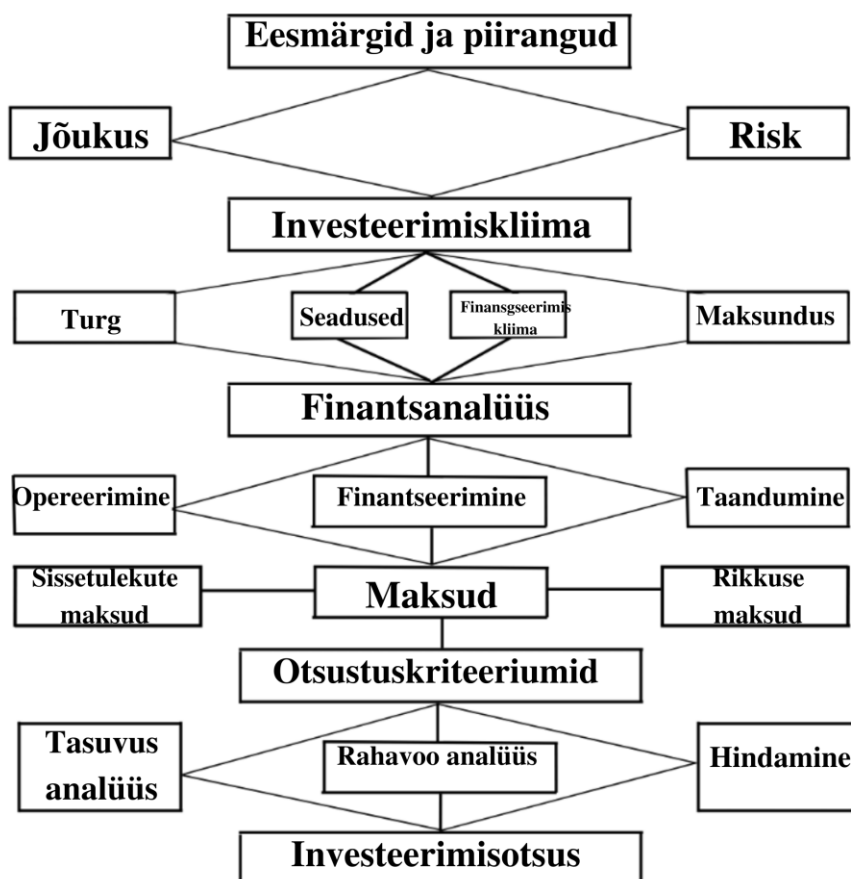 Eesmärgid ja piirangud
Jõukus
Risk
Investeerimiskliima
Turg
Seadused
Finansgseerimis
kliima
Maksundus
Finantsanalüüs
Opereerimine
Finantseerimine
Taandumine
Sissetulekute
maksud
Maksud
Rikkuse
maksud
Otsustuskriteeriumid
Tasuvus
analüüs
Rahavoo analüüs
Hindamine
Investeerimisotsus